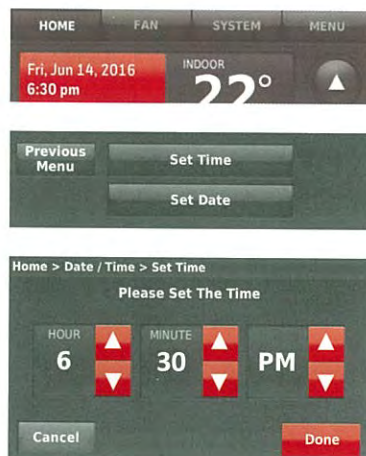 HOME FAN SYSTEM MENU
Fri, Jun 14, 2016
6:30 pm
INDOOR
22°
Previous
Menu
Set Time
Set Date
Home > Date / Time > Set Time
Please Set The Time
HOUR
6
MINUTE
30
PM
Cancel
Done